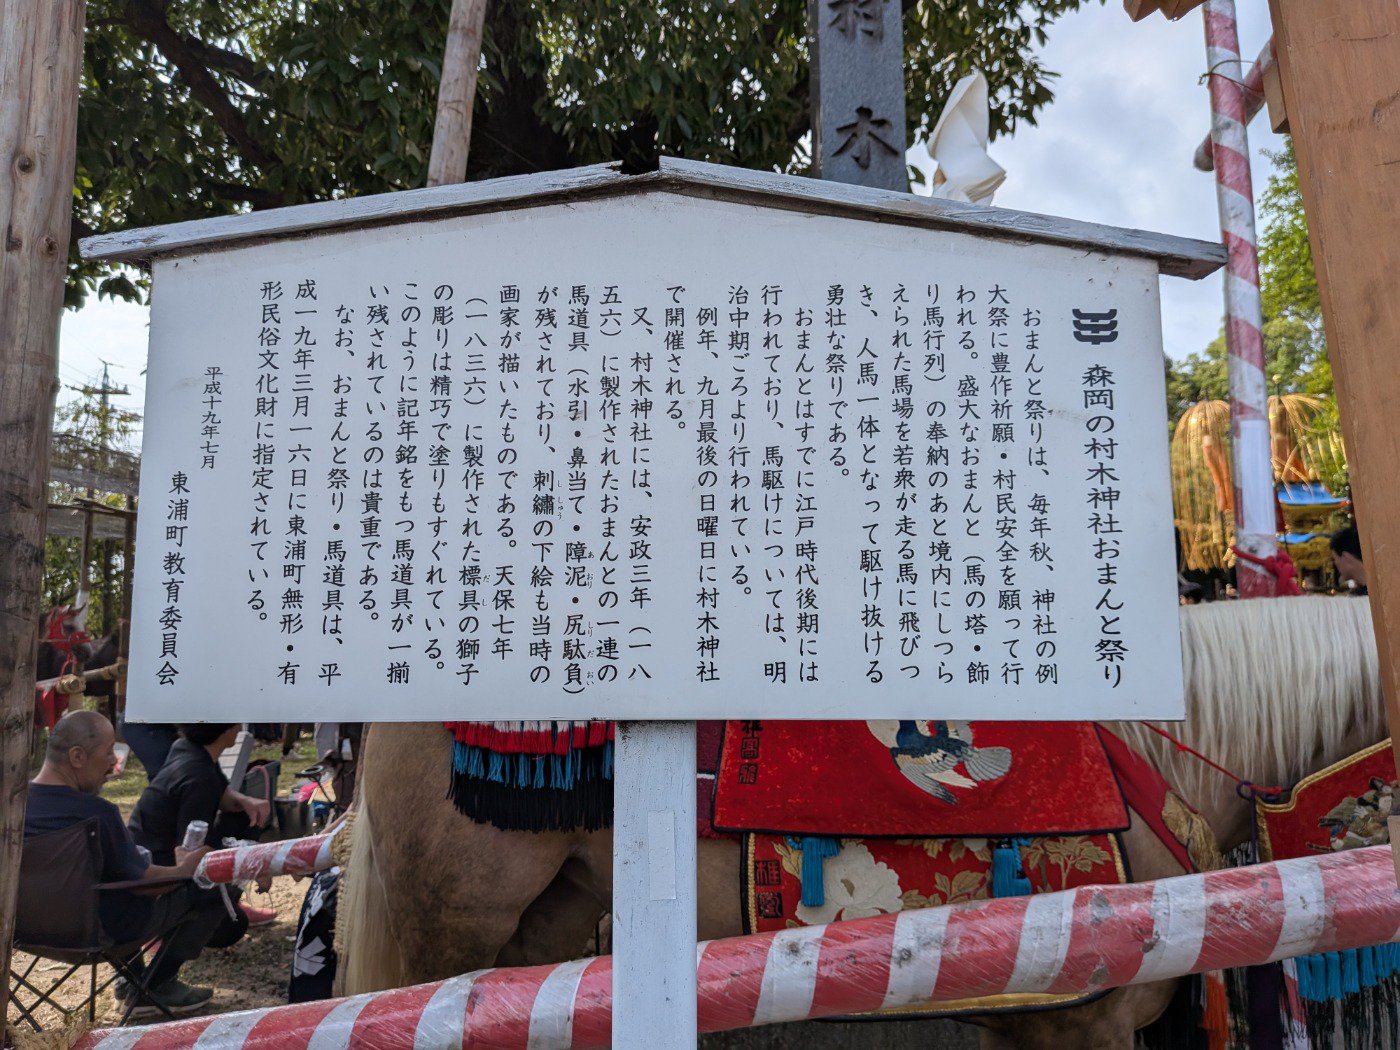 村木
森岡の村木神社おまんと祭り
おまんと祭りは、毎年秋、神社の例
大祭に豊作祈願・村民安全を願って行
われる。盛大なおまんと（馬の塔・飾
り馬行列）の奉納のあと境内にしつら
えられた馬場を若衆が走る馬に飛びつ
き、人馬一体となって駆け抜ける
勇壮な祭りである。
おまんとはすでに江戸時代後期には
行われており、馬駆けについては、明
治中期ごろより行われている。
例年、九月最後の日曜日に村木神社
で開催される。
又、村木神社には、安政三年（一八
五六）に製作されたおまんとの一連の
馬道具（水引・鼻当て・障泥・尻駄負）
あおり
しりだおい
が残されており、刺繡の下絵も当時の
ししゅう
画家が描いたものである。天保七年
（一八三六）に製作された標具の獅子
だし
の彫りは精巧で塗りもすぐれている。
このように記年銘をもつ馬道具が一揃
い残されているのは貴重である。
なお、おまんと祭り・馬道具は、平
成一九年三月一六日に東浦町無形・有
形民俗文化財に指定されている。
平成十九年七月
東浦町教育委員会